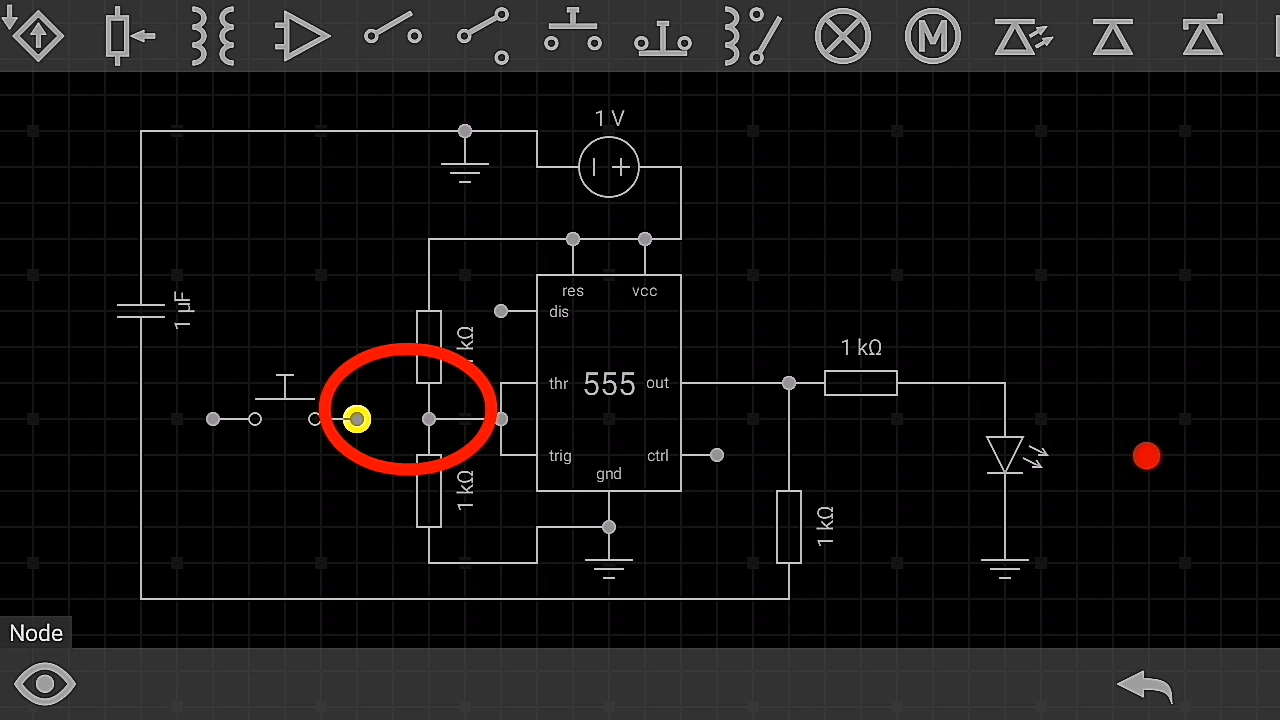 M
1 V
res
vcc
1 µF
dis
kΩ
thr
555
out
1 kΩ
trig
ctrl
gnd
1 kΩ
1 kΩ
Node